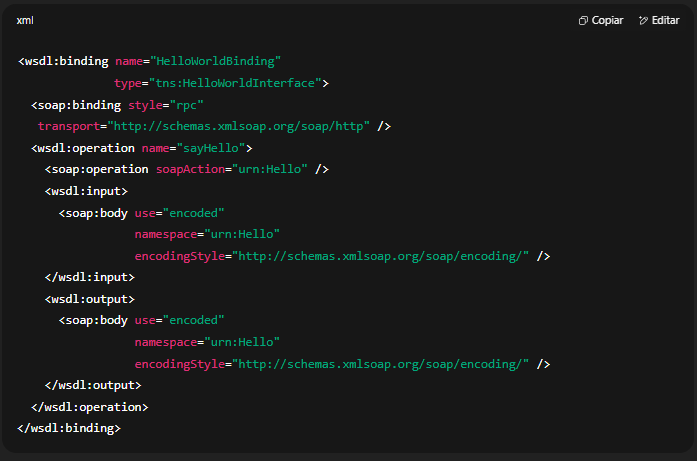 xml Copiar Editar
<wsdl:binding name="HelloWorldBinding"
type="tns:HelloWorldInterface">
<soap:binding style="rpc"
transport="http://schemas.xmlsoap.org/soap/http" />
<wsdl:operation name="sayHello">
<soap:operation soapAction="urn:Hello" />
<wsdl:input>
<soap:body use="encoded"
namespace="urn:Hello"
encodingStyle="http://schemas.xmlsoap.org/soap/encoding/" />
</wsdl:input>
<wsdl:output>
<soap:body use="encoded"
namespace="urn:Hello"
encodingStyle="http://schemas.xmlsoap.org/soap/encoding/" />
</wsdl:output>
</wsdl:operation>
</wsdl:binding>